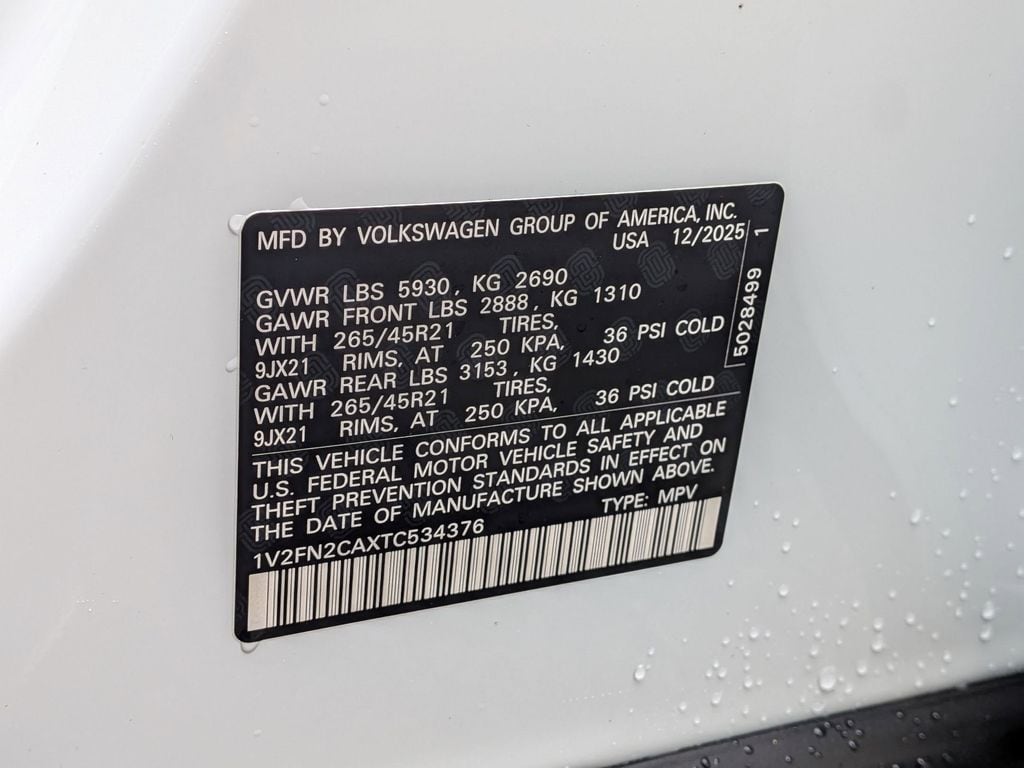 MFD BY VOLKSWAGEN GROUP OF AMERICA, INC.
USA 12/2025
GVWR LBS 5930, KG 2690
GAWR FRONT LBS 2888, KG 1310
WITH 265/45R21 TIRES,
9JX21 RIMS, AT 250 KPA, 36 PSI COLD
GAWR REAR LBS 3153, KG 1430
WITH 265/45R21 TIRES,
9JX21 RIMS, AT 250 KPA, 36 PSI COLD
THIS VEHICLE CONFORMS TO ALL APPLICABLE
U.S. FEDERAL MOTOR VEHICLE SAFETY AND
THEFT PREVENTION STANDARDS IN EFFECT ON
THE DATE OF MANUFACTURE SHOWN ABOVE.
1V2FN2CAXTC534376 TYPE: MPV
5028499 1